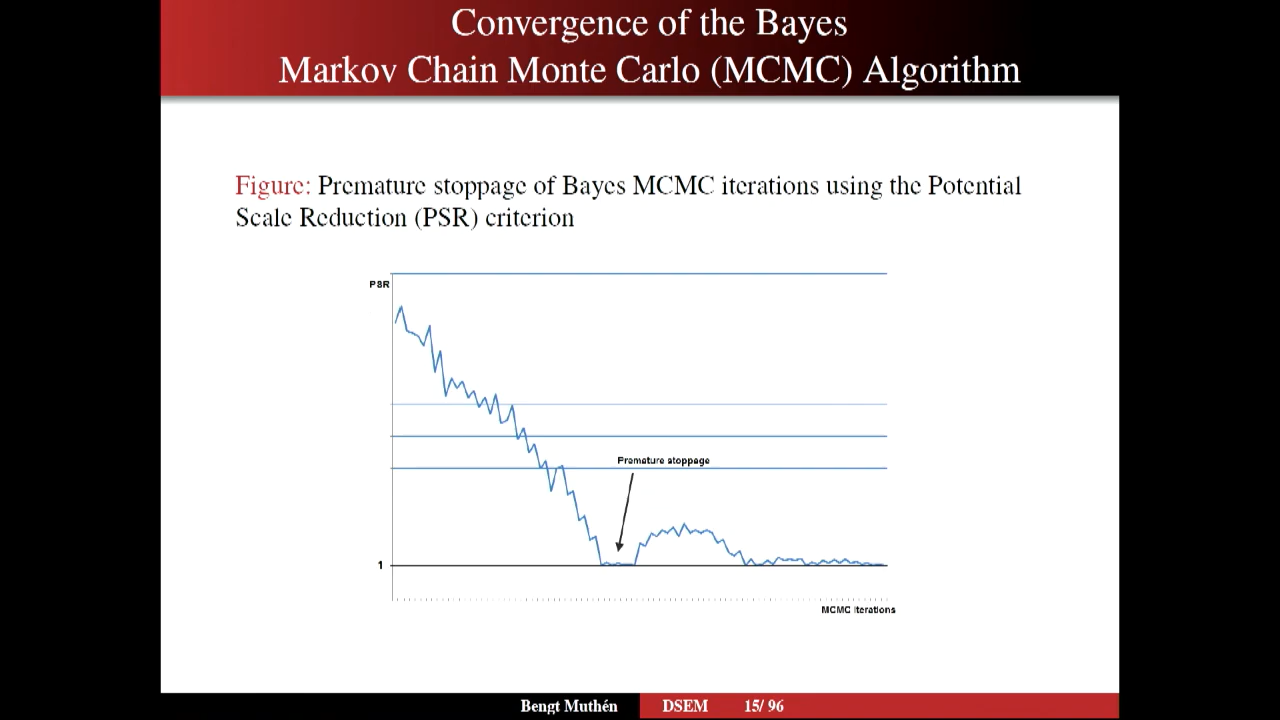 Convergence of the Bayes
Markov Chain Monte Carlo (MCMC) Algorithm
Figure: Premature stoppage of Bayes MCMC iterations using the Potential
Scale Reduction (PSR) criterion
PSR
Premature stoppage
1
MCMC Iterations
Bengt Muthén DSEM 15/ 96